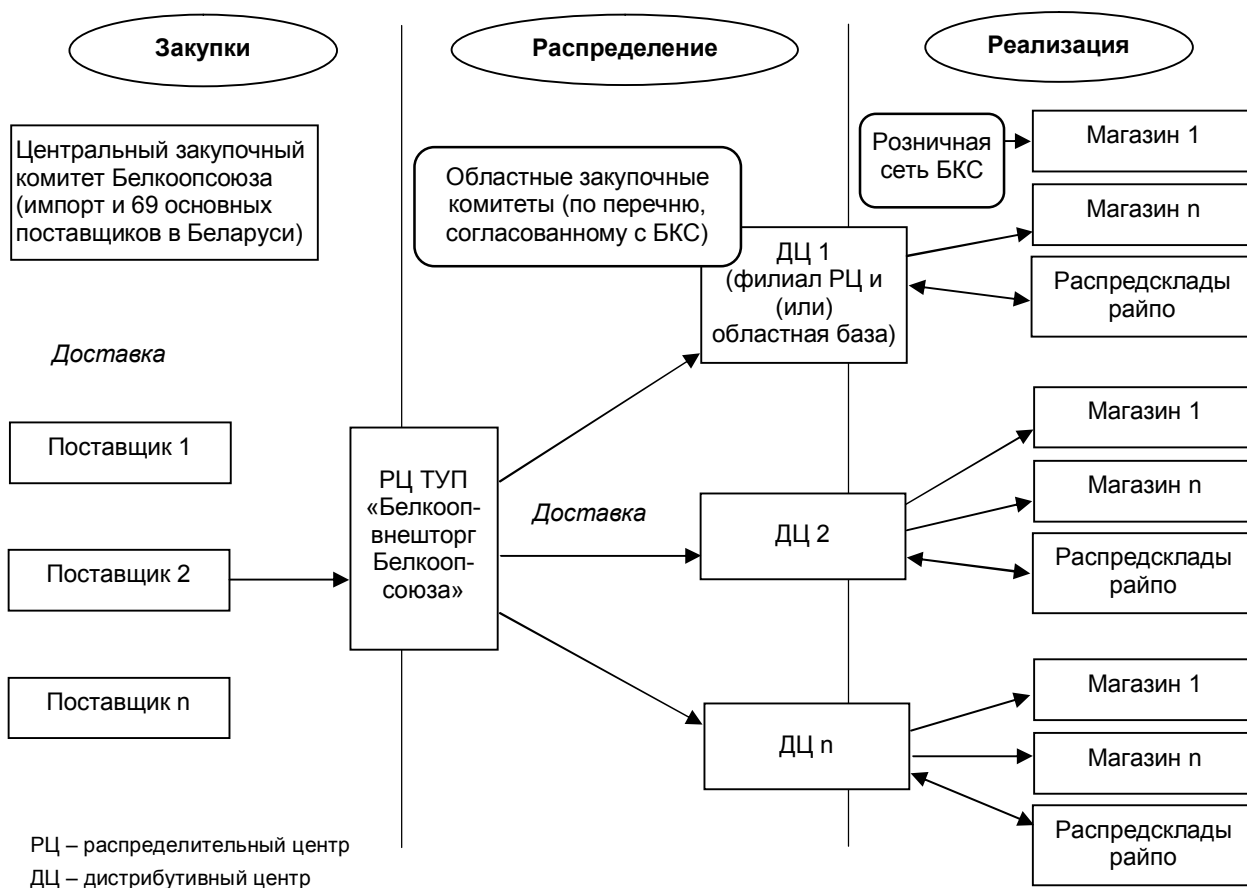 Закупки
Распределение
Реализация
Центральный закупочный
комитет Белкоопсоюза
(импорт и 69 основных
поставщиков в Беларуси)
Областные закупочные
комитеты (по перечню,
согласованному с БКС)
Розничная
сеть БКС
Магазин 1
Магазин n
Распредсклады
райпо
ДЦ 1
(филиал РЦ и
(или)
областная база)
Доставка
Поставщик 1
Поставщик 2
Поставщик n
РЦ ТУП
«Белкооп-
внешторг
Белкооп-
союза»
Доставка
ДЦ 2
Магазин 1
Магазин n
Распредсклады
райпо
ДЦ n
Магазин 1
Магазин n
Распредсклады
райпо
РЦ – распределительный центр
ДЦ – дистрибутивный центр